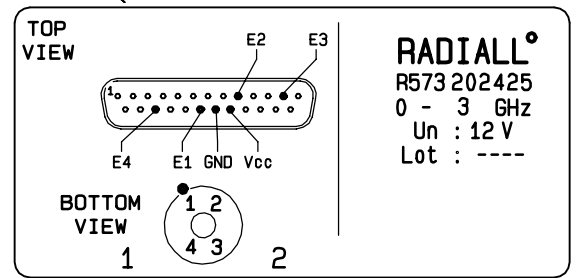 TOP
VIEW
E2
E3
1
E4
E1
GND
Vcc
BOTTOM
VIEW
1 2
4 3
1
2
RADIALL°
R573 202425
0 - 3 GHz
Un : 12 V
Lot : ----